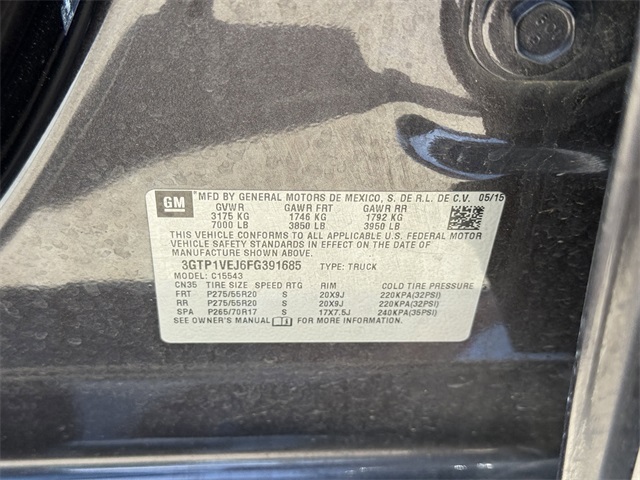 GM
MFD BY GENERAL MOTORS DE MEXICO, S. DE R.L. DE C.V. 05/15
GVWR GAWR FRT GAWR RR
3175 KG 1746 KG 1792 KG
7000 LB 3850 LB 3950 LB
THIS VEHICLE CONFORMS TO ALL APPLICABLE U.S. FEDERAL MOTOR
VEHICLE SAFETY STANDARDS IN EFFECT ON THE DATE OF
MANUFACTURE SHOWN ABOVE.
3GTP1VEJ6FG391685 TYPE: TRUCK
MODEL: C15543
CN35 TIRE SIZE SPEED RTG RIM COLD TIRE PRESSURE
FRT P275/55R20 S 20X9J 220KPA(32PSI)
RR P275/55R20 S 20X9J 220KPA(32PSI)
SPA P265/70R17 S 17X7.5J 240KPA(35PSI)
SEE OWNER'S MANUAL FOR MORE INFORMATION.